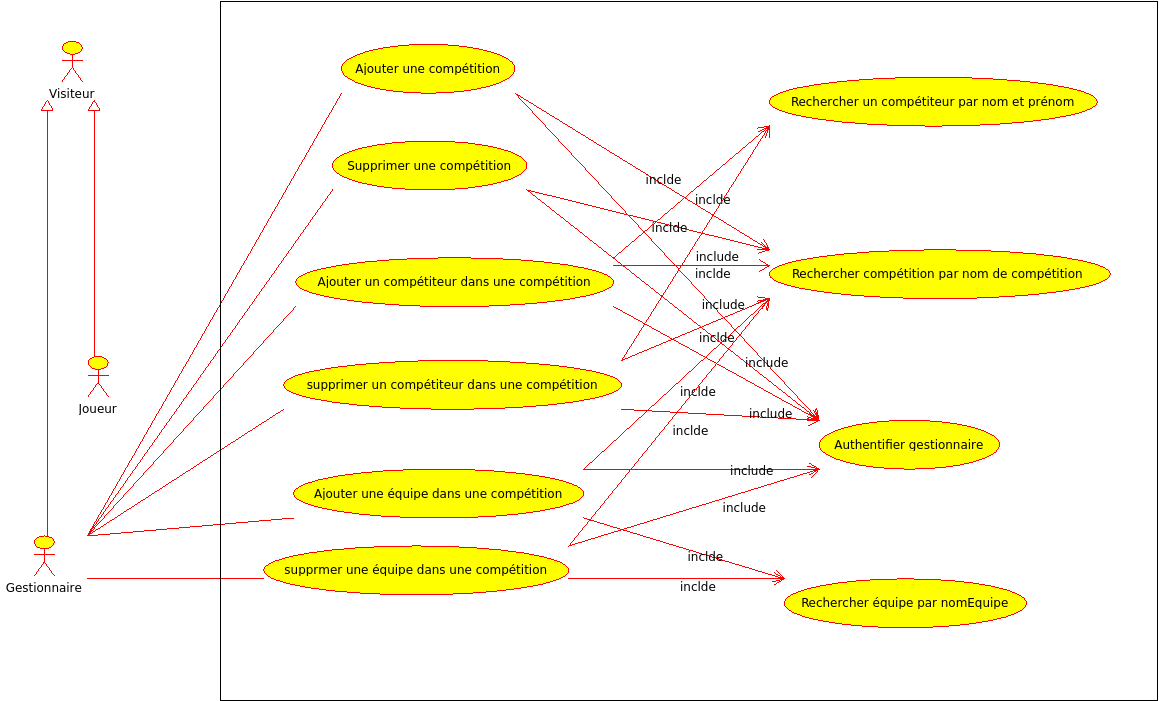 Visiteur
Joueur
Gestionnaire
Ajouter une compétition
Supprimer une compétition
Ajouter un compétiteur dans une compétition
supprimer un compétiteur dans une compétition
Ajouter une équipe dans une compétition
supprmer une équipe dans une compétition
inclde
inclde
inclde
include
inclde
include
inclde
include
inclde
include
inclde
include
include
inclde
inclde
Rechercher un compétiteur par nom et prénom
Rechercher compétition par nom de compétition
Authentifier gestionnaire
Rechercher équipe par nomEquipe